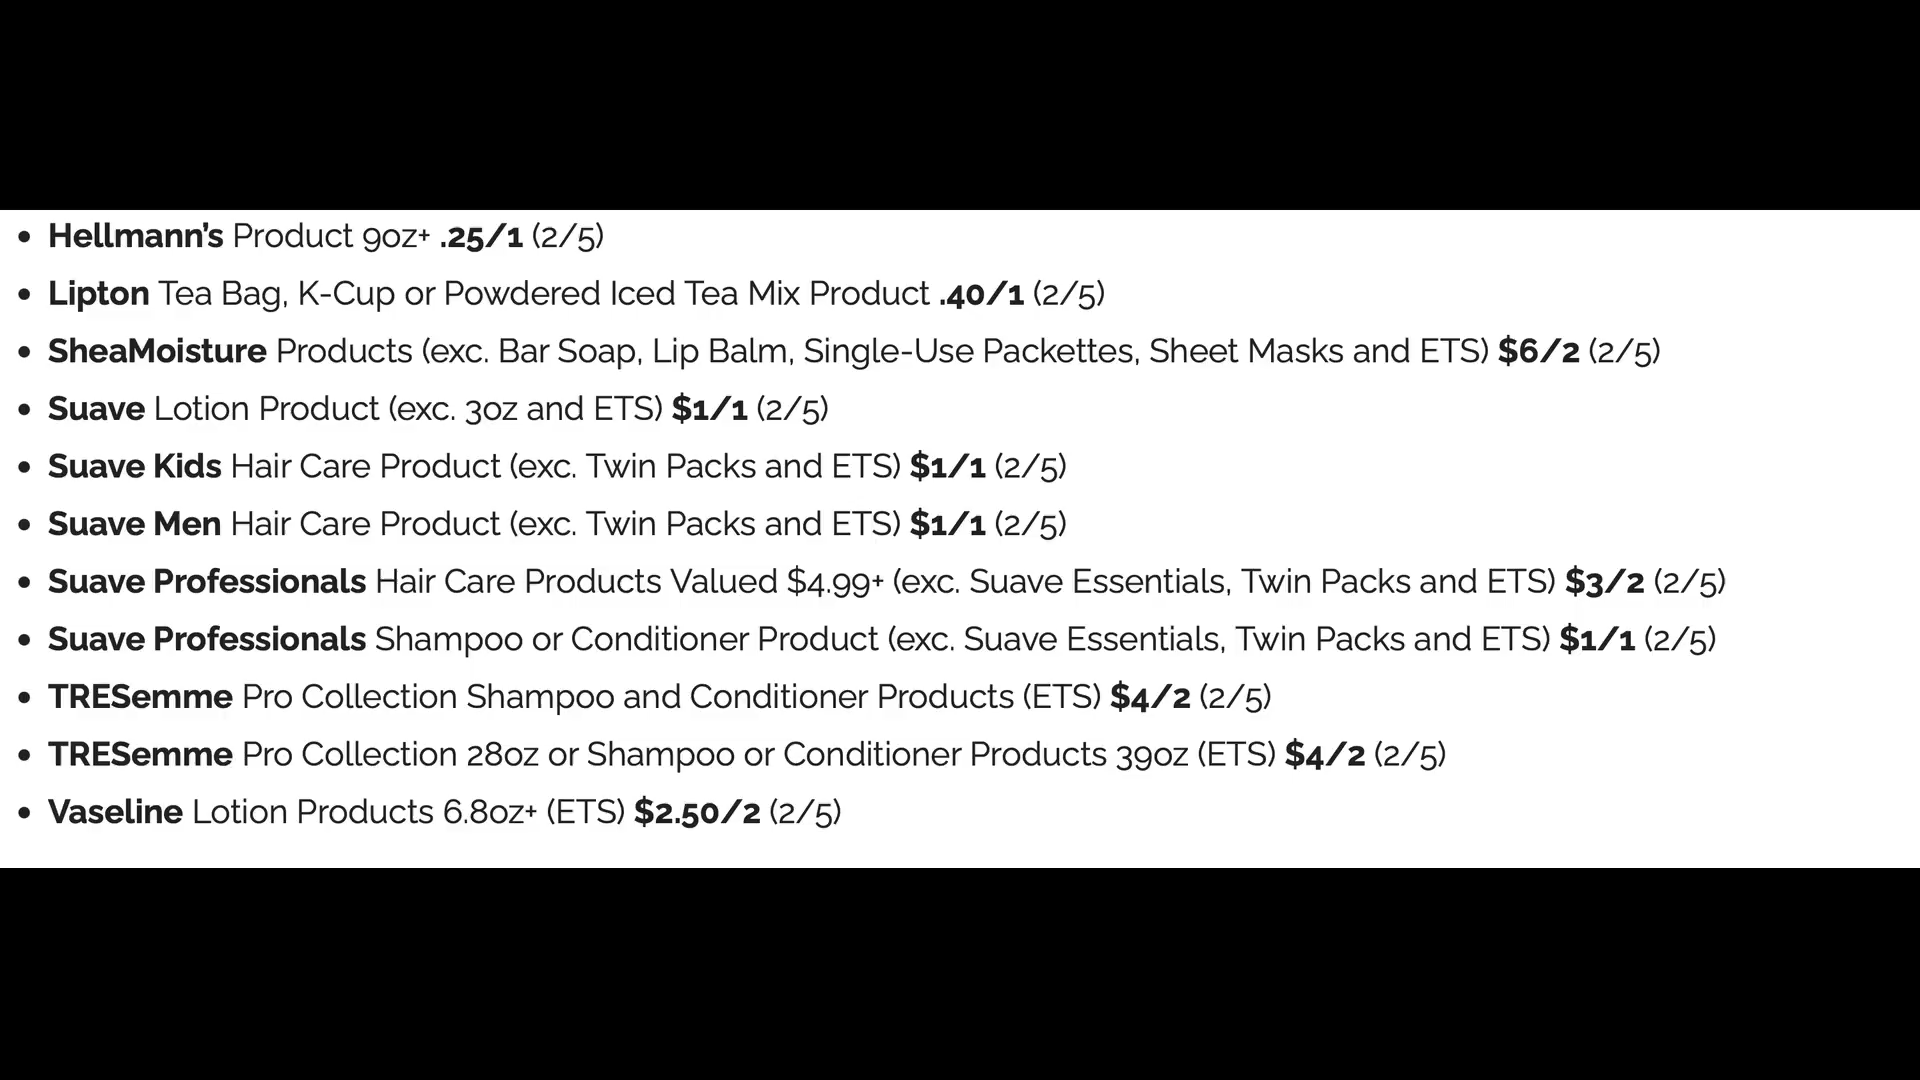 • Hellmann's Product 9oz+ .25/1 (2/5)
• Lipton Tea Bag, K-Cup or Powdered Iced Tea Mix Product .40/1 (2/5)
• SheaMoisture Products (exc. Bar Soap, Lip Balm, Single-Use Packettes, Sheet Masks and ETS) $6/2 (2/5)
• Suave Lotion Product (exc. 3oz and ETS) $1/1 (2/5)
• Suave Kids Hair Care Product (exc. Twin Packs and ETS) $1/1 (2/5)
• Suave Men Hair Care Product (exc. Twin Packs and ETS) $1/1 (2/5)
• Suave Professionals Hair Care Products Valued $4.99+ (exc. Suave Essentials, Twin Packs and ETS) $3/2 (2/5)
• Suave Professionals Shampoo or Conditioner Product (exc. Suave Essentials, Twin Packs and ETS) $1/1 (2/5)
• TRESemme Pro Collection Shampoo and Conditioner Products (ETS) $4/2 (2/5)
• TRESemme Pro Collection 28oz or Shampoo or Conditioner Products 39oz (ETS) $4/2 (2/5)
• Vaseline Lotion Products 6.8oz+ (ETS) $2.50/2 (2/5)